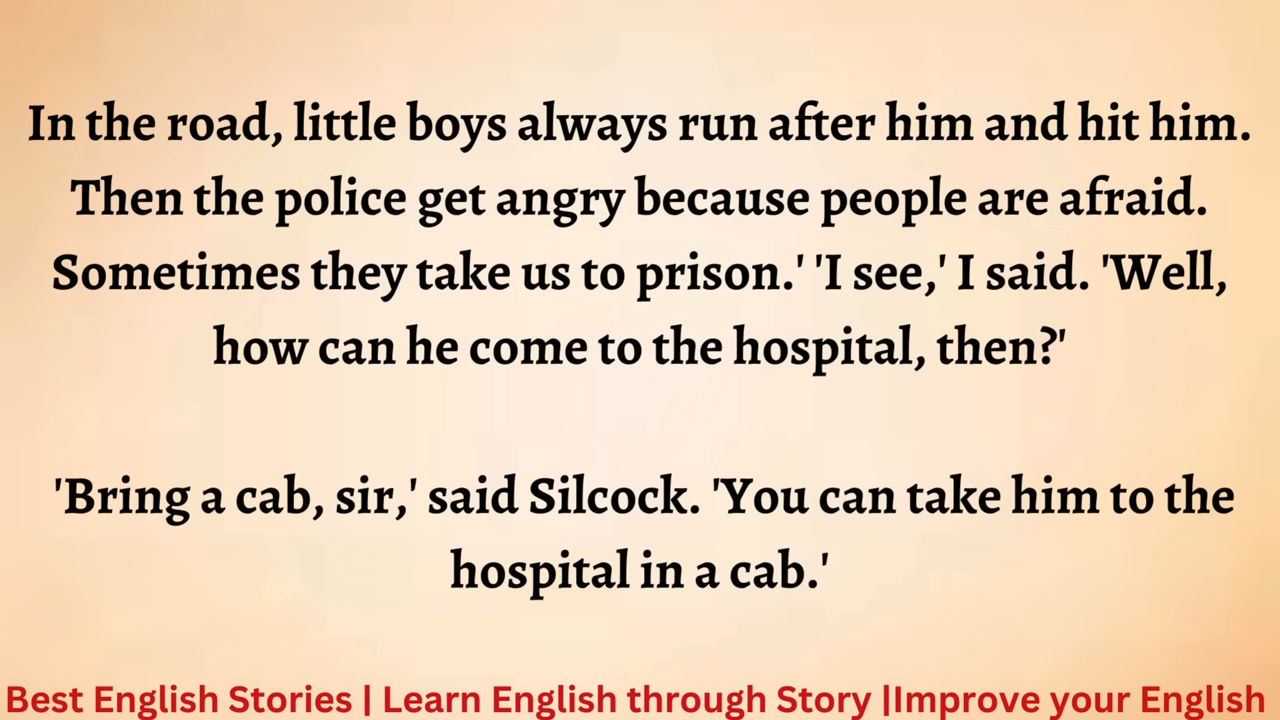 In the road, little boys always run after him and hit him.
Then the police get angry because people are afraid.
Sometimes they take us to prison.' 'I see,' I said. 'Well,
how can he come to the hospital, then?'
'Bring a cab, sir,' said Silcock. 'You can take him to the
hospital in a cab.'
Best English Stories | Learn English through Story |Improve your English